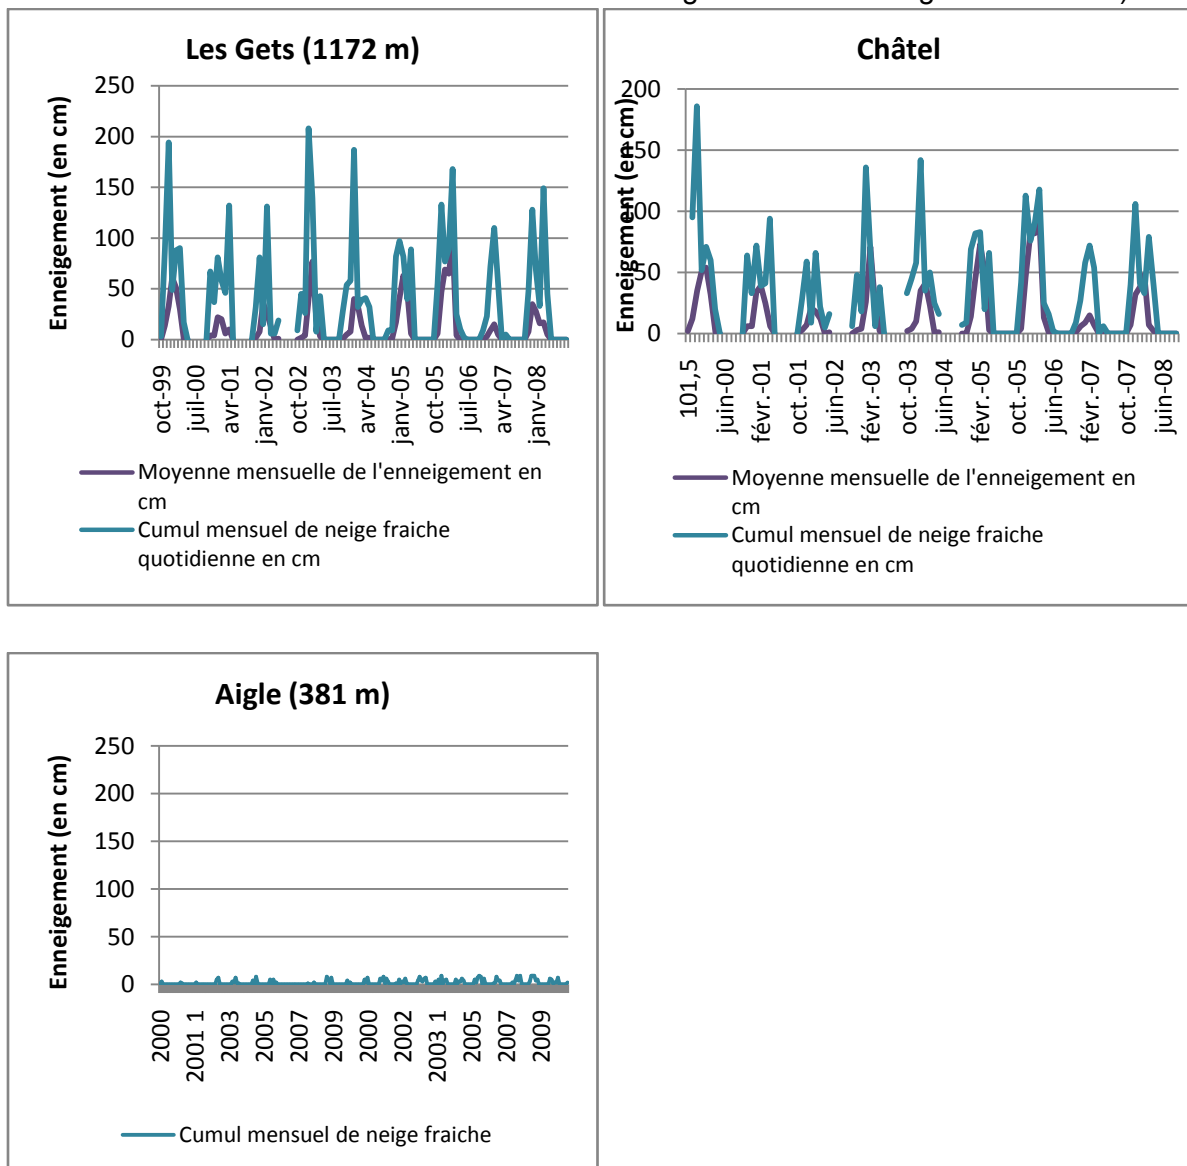 Les Gets (1172 m)
Enneigement (en cm)
250
200
150
100
50
0
oct-99
juil-00
avr-01
janv-02
oct-02
juil-03
avr-04
janv-05
oct-05
juil-06
avr-07
janv-08
Moyenne mensuelle de l'enneigement en
cm
Cumul mensuel de neige fraiche
quotidienne en cm
Châtel
Enneigement (en cm)
200
150
100
50
0
101,5
juin-00
févr.-01
oct.-01
juin-02
févr.-03
oct.-03
juin-04
févr.-05
oct.-05
juin-06
févr.-07
oct.-07
juin-08
Moyenne mensuelle de l'enneigement en
cm
Cumul mensuel de neige fraiche
quotidienne en cm
Aigle (381 m)
Enneigement (en cm)
250
200
150
100
50
0
2000
2001 1
2003
2005
2007
2009
2000
2002
2003 1
2005
2007
2009
Cumul mensuel de neige fraiche